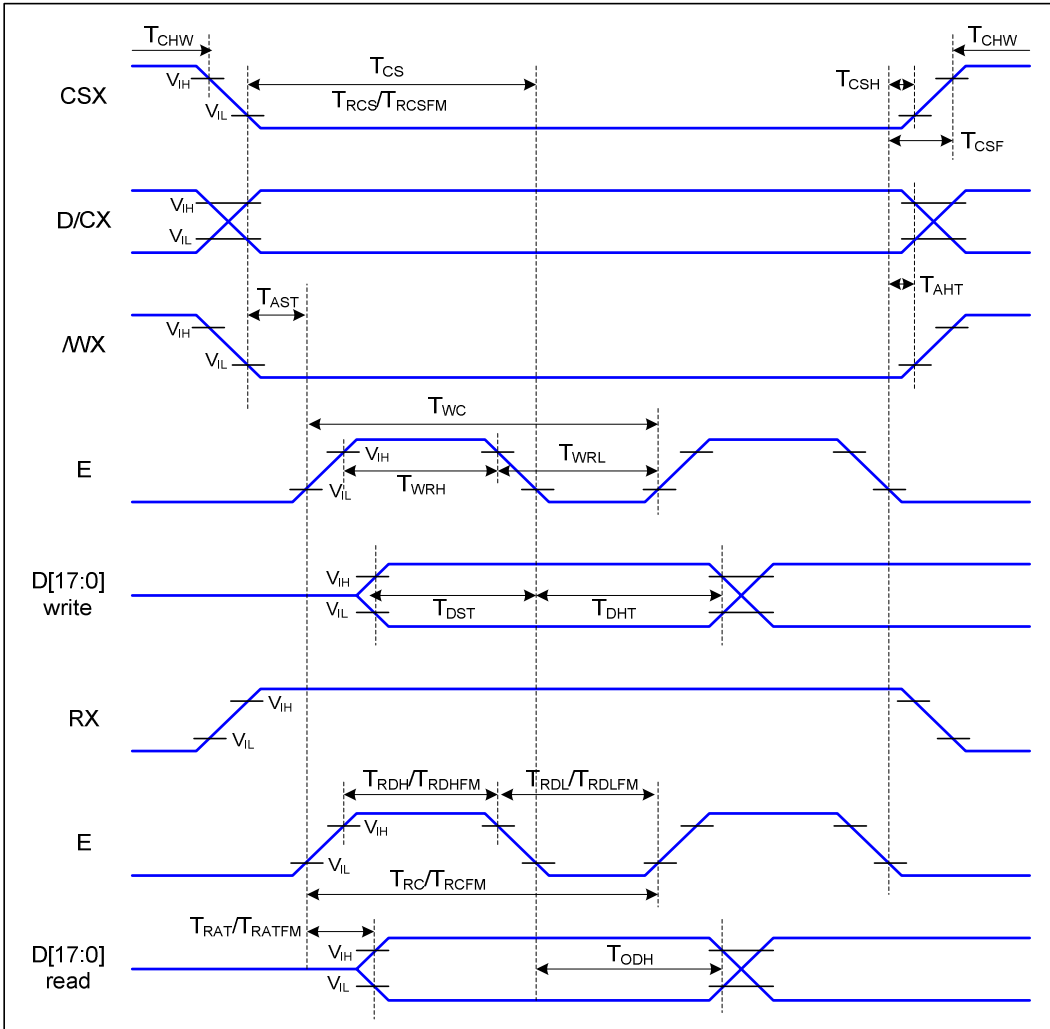 TCHW
TCHW
VIH
TCS
TCSH
CSX
TRCS/TRCSFM
VIL
TCSF
VIH
D/CX
VIL
TAST
TAHT
VIH
/WX
VIL
TWC
E
VIH
TWRL
TWRH
VIL
D[17:0]
write
VIH
TDST
TDHT
VIL
RX
VIH
VIL
TRDH/TRDHFM
TRDL/TRDLFM
E
VIH
VIL
TRC/TRCFM
TRAT/TRATFM
D[17:0]
read
VIH
TODH
VIL